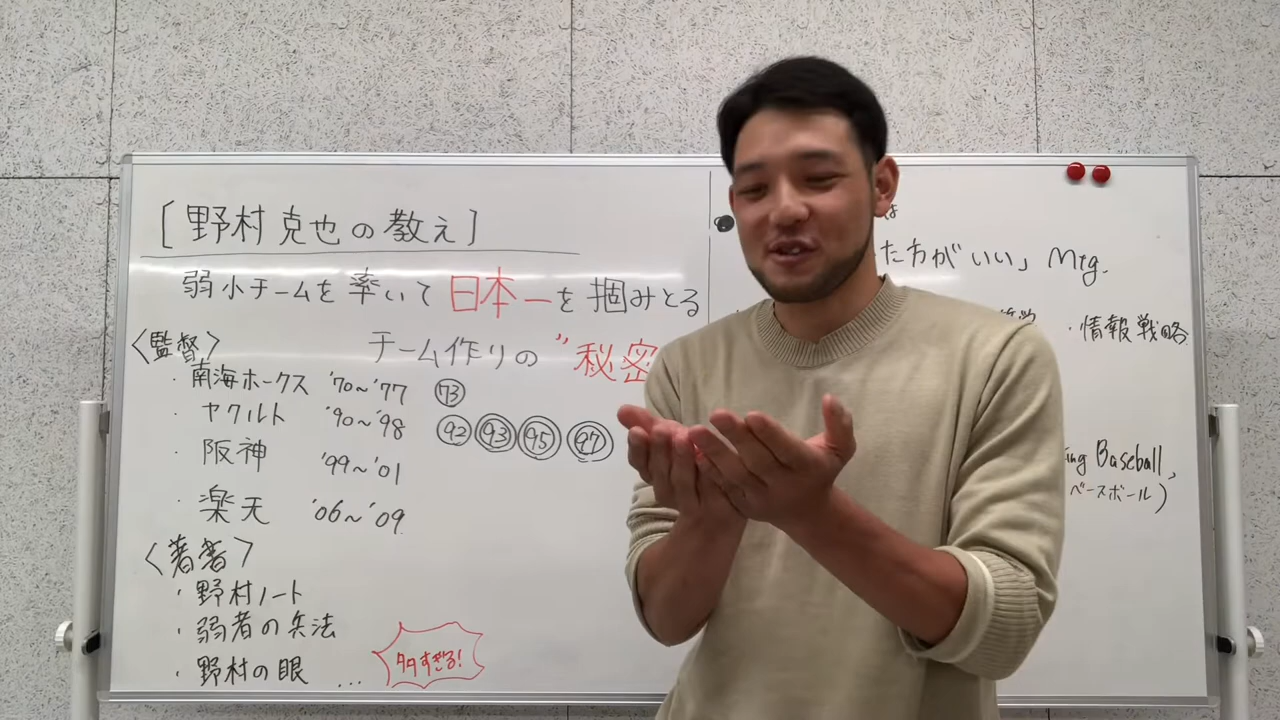 [野村克也の教え]
弱小チームを率いて日本一を掴みとる
チーム作りの "秘密
〈監督〉
・南海ホークス '70~'77 73
・ヤクルト '90~'98 92 93 95 97
・阪神 '99~'01
・楽天 '06~'09
〈著書〉
・野村ノート
・弱者の兵法
・野村の眼 ...
多すぎる!
は
た方がいい」 Mtg.
・情報戦略
ing Baseball,
ベースボール)